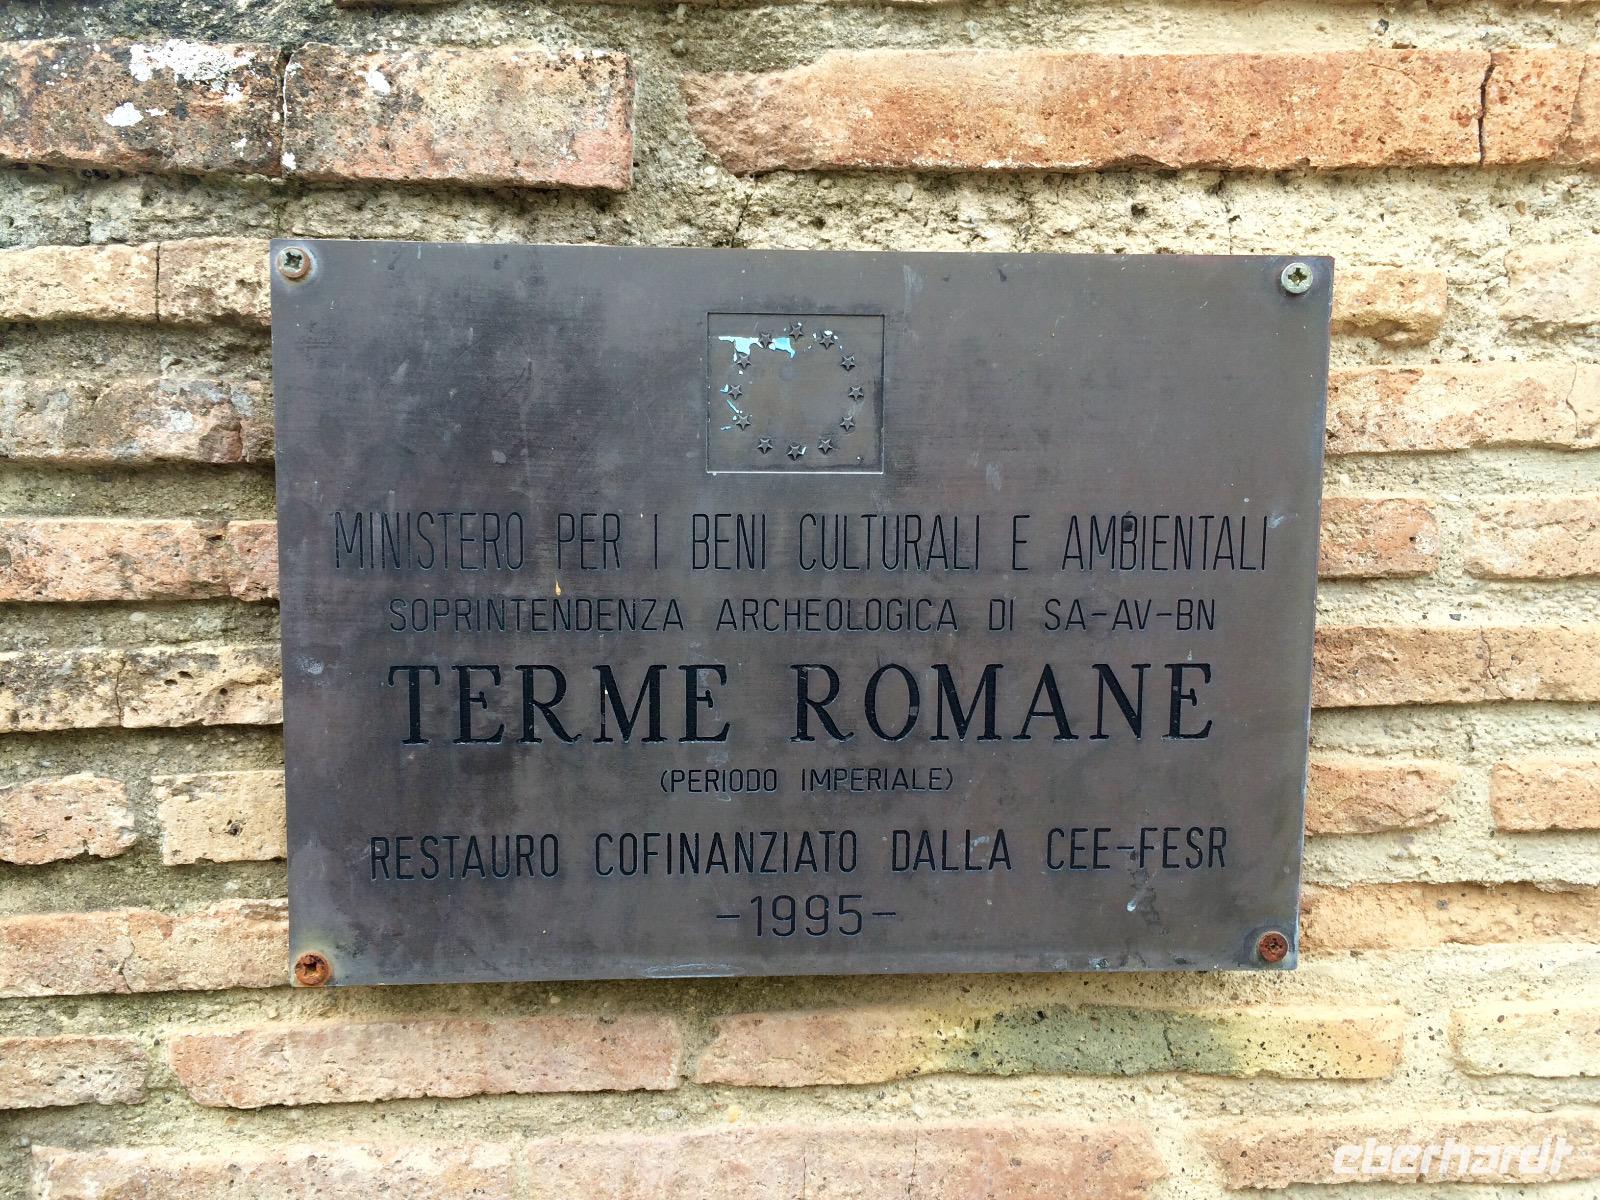 MINISTERO PER I BENI CULTURALI E AMBIENTALI
SOPRINTENDENZA ARCHEOLOGICA DI SA-AV-BN
TERME ROMANE
(PERIODO IMPERIALE)
RESTAURO COFINANZIATO DALLA CEE-FESR
-1995-
eberhardt